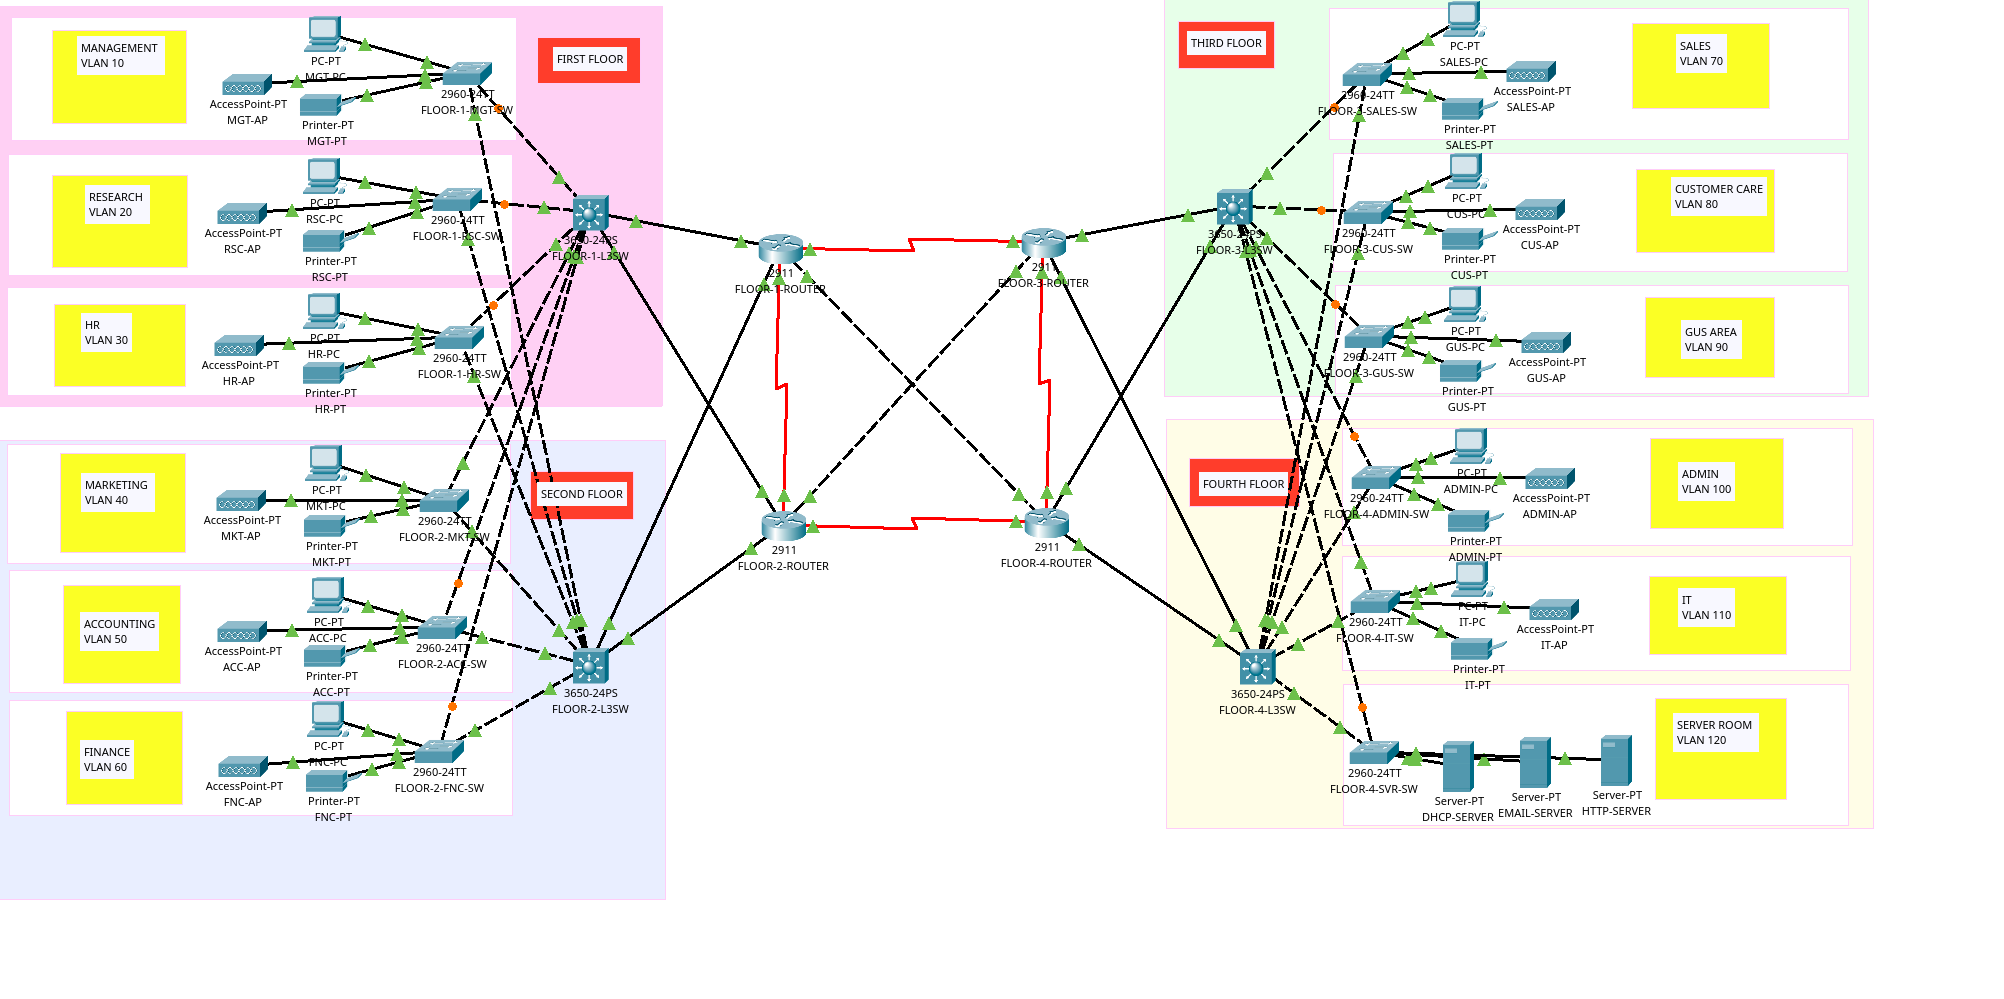 FIRST FLOOR
MANAGEMENT
VLAN 10
PC-PT
MGT-PC
AccessPoint-PT
MGT-AP
Printer-PT
MGT-PT
2960-24TT
FLOOR-1-MGT-SW
RESEARCH
VLAN 20
PC-PT
RSC-PC
AccessPoint-PT
RSC-AP
Printer-PT
RSC-PT
2960-24TT
FLOOR-1-RSC-SW
HR
VLAN 30
PC-PT
HR-PC
AccessPoint-PT
HR-AP
Printer-PT
HR-PT
2960-24TT
FLOOR-1-HR-SW
3650-24PS
FLOOR-1-L3SW
SECOND FLOOR
MARKETING
VLAN 40
PC-PT
MKT-PC
AccessPoint-PT
MKT-AP
Printer-PT
MKT-PT
2960-24TT
FLOOR-2-MKT-SW
ACCOUNTING
VLAN 50
PC-PT
ACC-PC
AccessPoint-PT
ACC-AP
Printer-PT
ACC-PT
2960-24TT
FLOOR-2-ACC-SW
FINANCE
VLAN 60
PC-PT
FNC-PC
AccessPoint-PT
FNC-AP
Printer-PT
FNC-PT
2960-24TT
FLOOR-2-FNC-SW
3650-24PS
FLOOR-2-L3SW
2911
FLOOR-1-ROUTER
2911
FLOOR-3-ROUTER
2911
FLOOR-2-ROUTER
2911
FLOOR-4-ROUTER
THIRD FLOOR
3650-24PS
FLOOR-3-L3SW
PC-PT
SALES-PC
2960-24TT
FLOOR-3-SALES-SW
AccessPoint-PT
SALES-AP
Printer-PT
SALES-PT
SALES
VLAN 70
PC-PT
CUS-PC
2960-24TT
FLOOR-3-CUS-SW
AccessPoint-PT
CUS-AP
Printer-PT
CUS-PT
CUSTOMER CARE
VLAN 80
PC-PT
GUS-PC
2960-24TT
FLOOR-3-GUS-SW
AccessPoint-PT
GUS-AP
Printer-PT
GUS-PT
GUS AREA
VLAN 90
FOURTH FLOOR
3650-24PS
FLOOR-4-L3SW
PC-PT
ADMIN-PC
2960-24TT
FLOOR-4-ADMIN-SW
AccessPoint-PT
ADMIN-AP
Printer-PT
ADMIN-PT
ADMIN
VLAN 100
PC-PT
IT-PC
2960-24TT
FLOOR-4-IT-SW
AccessPoint-PT
IT-AP
Printer-PT
IT-PT
IT
VLAN 110
2960-24TT
FLOOR-4-SVR-SW
Server-PT
DHCP-SERVER
Server-PT
EMAIL-SERVER
Server-PT
HTTP-SERVER
SERVER ROOM
VLAN 120